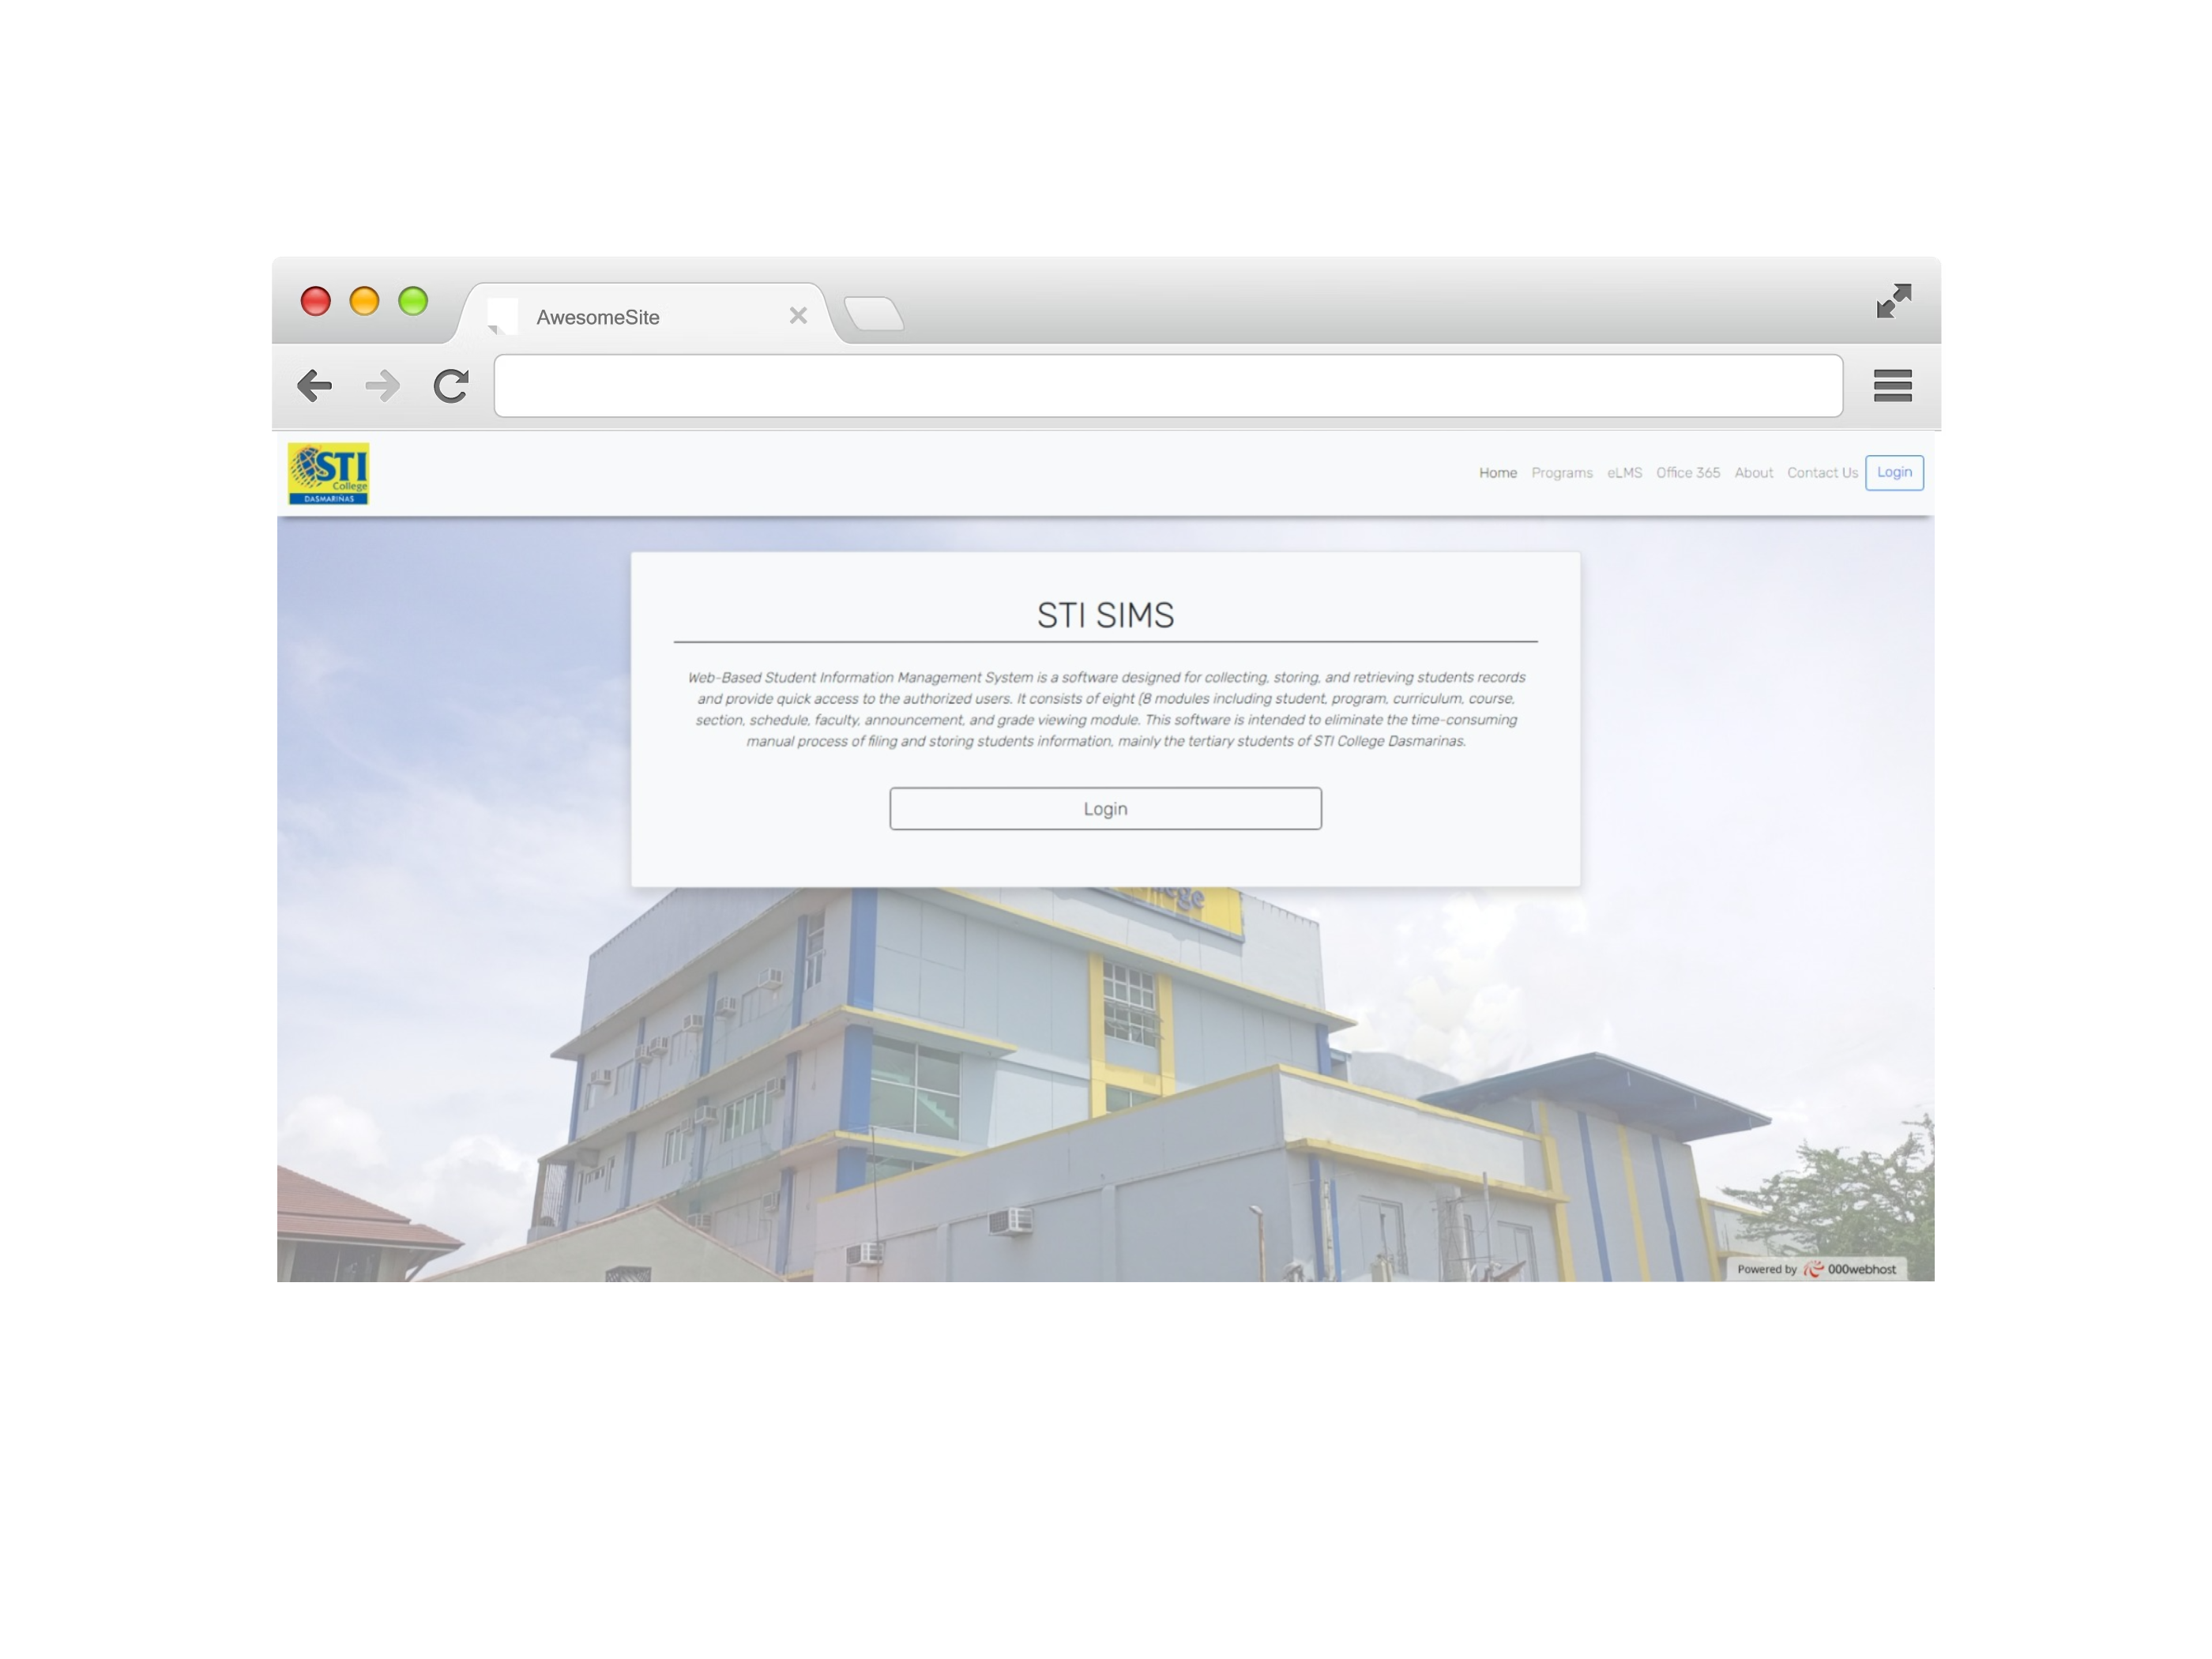 AwesomeSite
STI
College
DASMARIÑAS
Home Programs eLMS Office 365 About Contact Us Login
STI SIMS
Web-Based Student Information Management System is a software designed for collecting, storing, and retrieving students records
and provide quick access to the authorized users. It consists of eight (8 modules including student, program, curriculum, course,
section, schedule, faculty, announcement, and grade viewing module. This software is intended to eliminate the time-consuming
manual process of filing and storing students information, mainly the tertiary students of STI College Dasmarinas.
Login
ege
Powered by 000webhost